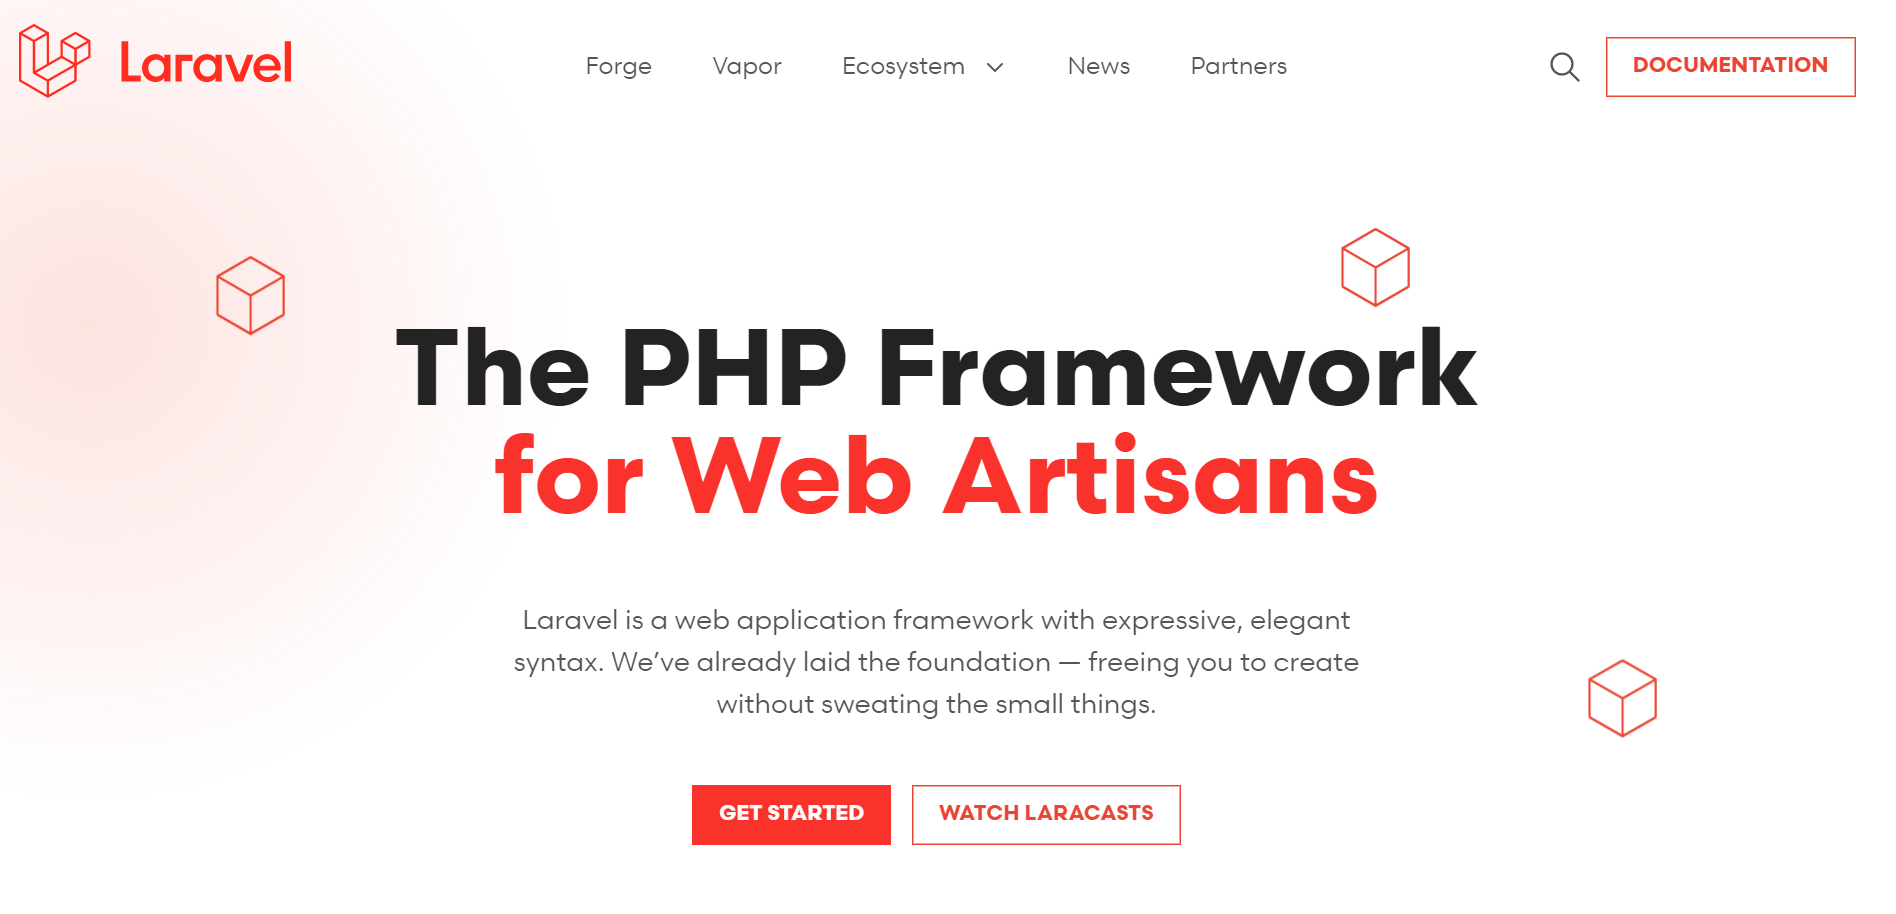 Laravel
Forge
Vapor
Ecosystem
News
Partners
DOCUMENTATION
The PHP Framework
for Web Artisans
Laravel is a web application framework with expressive, elegant
syntax. We’ve already laid the foundation — freeing you to create
without sweating the small things.
GET STARTED
WATCH LARACASTS